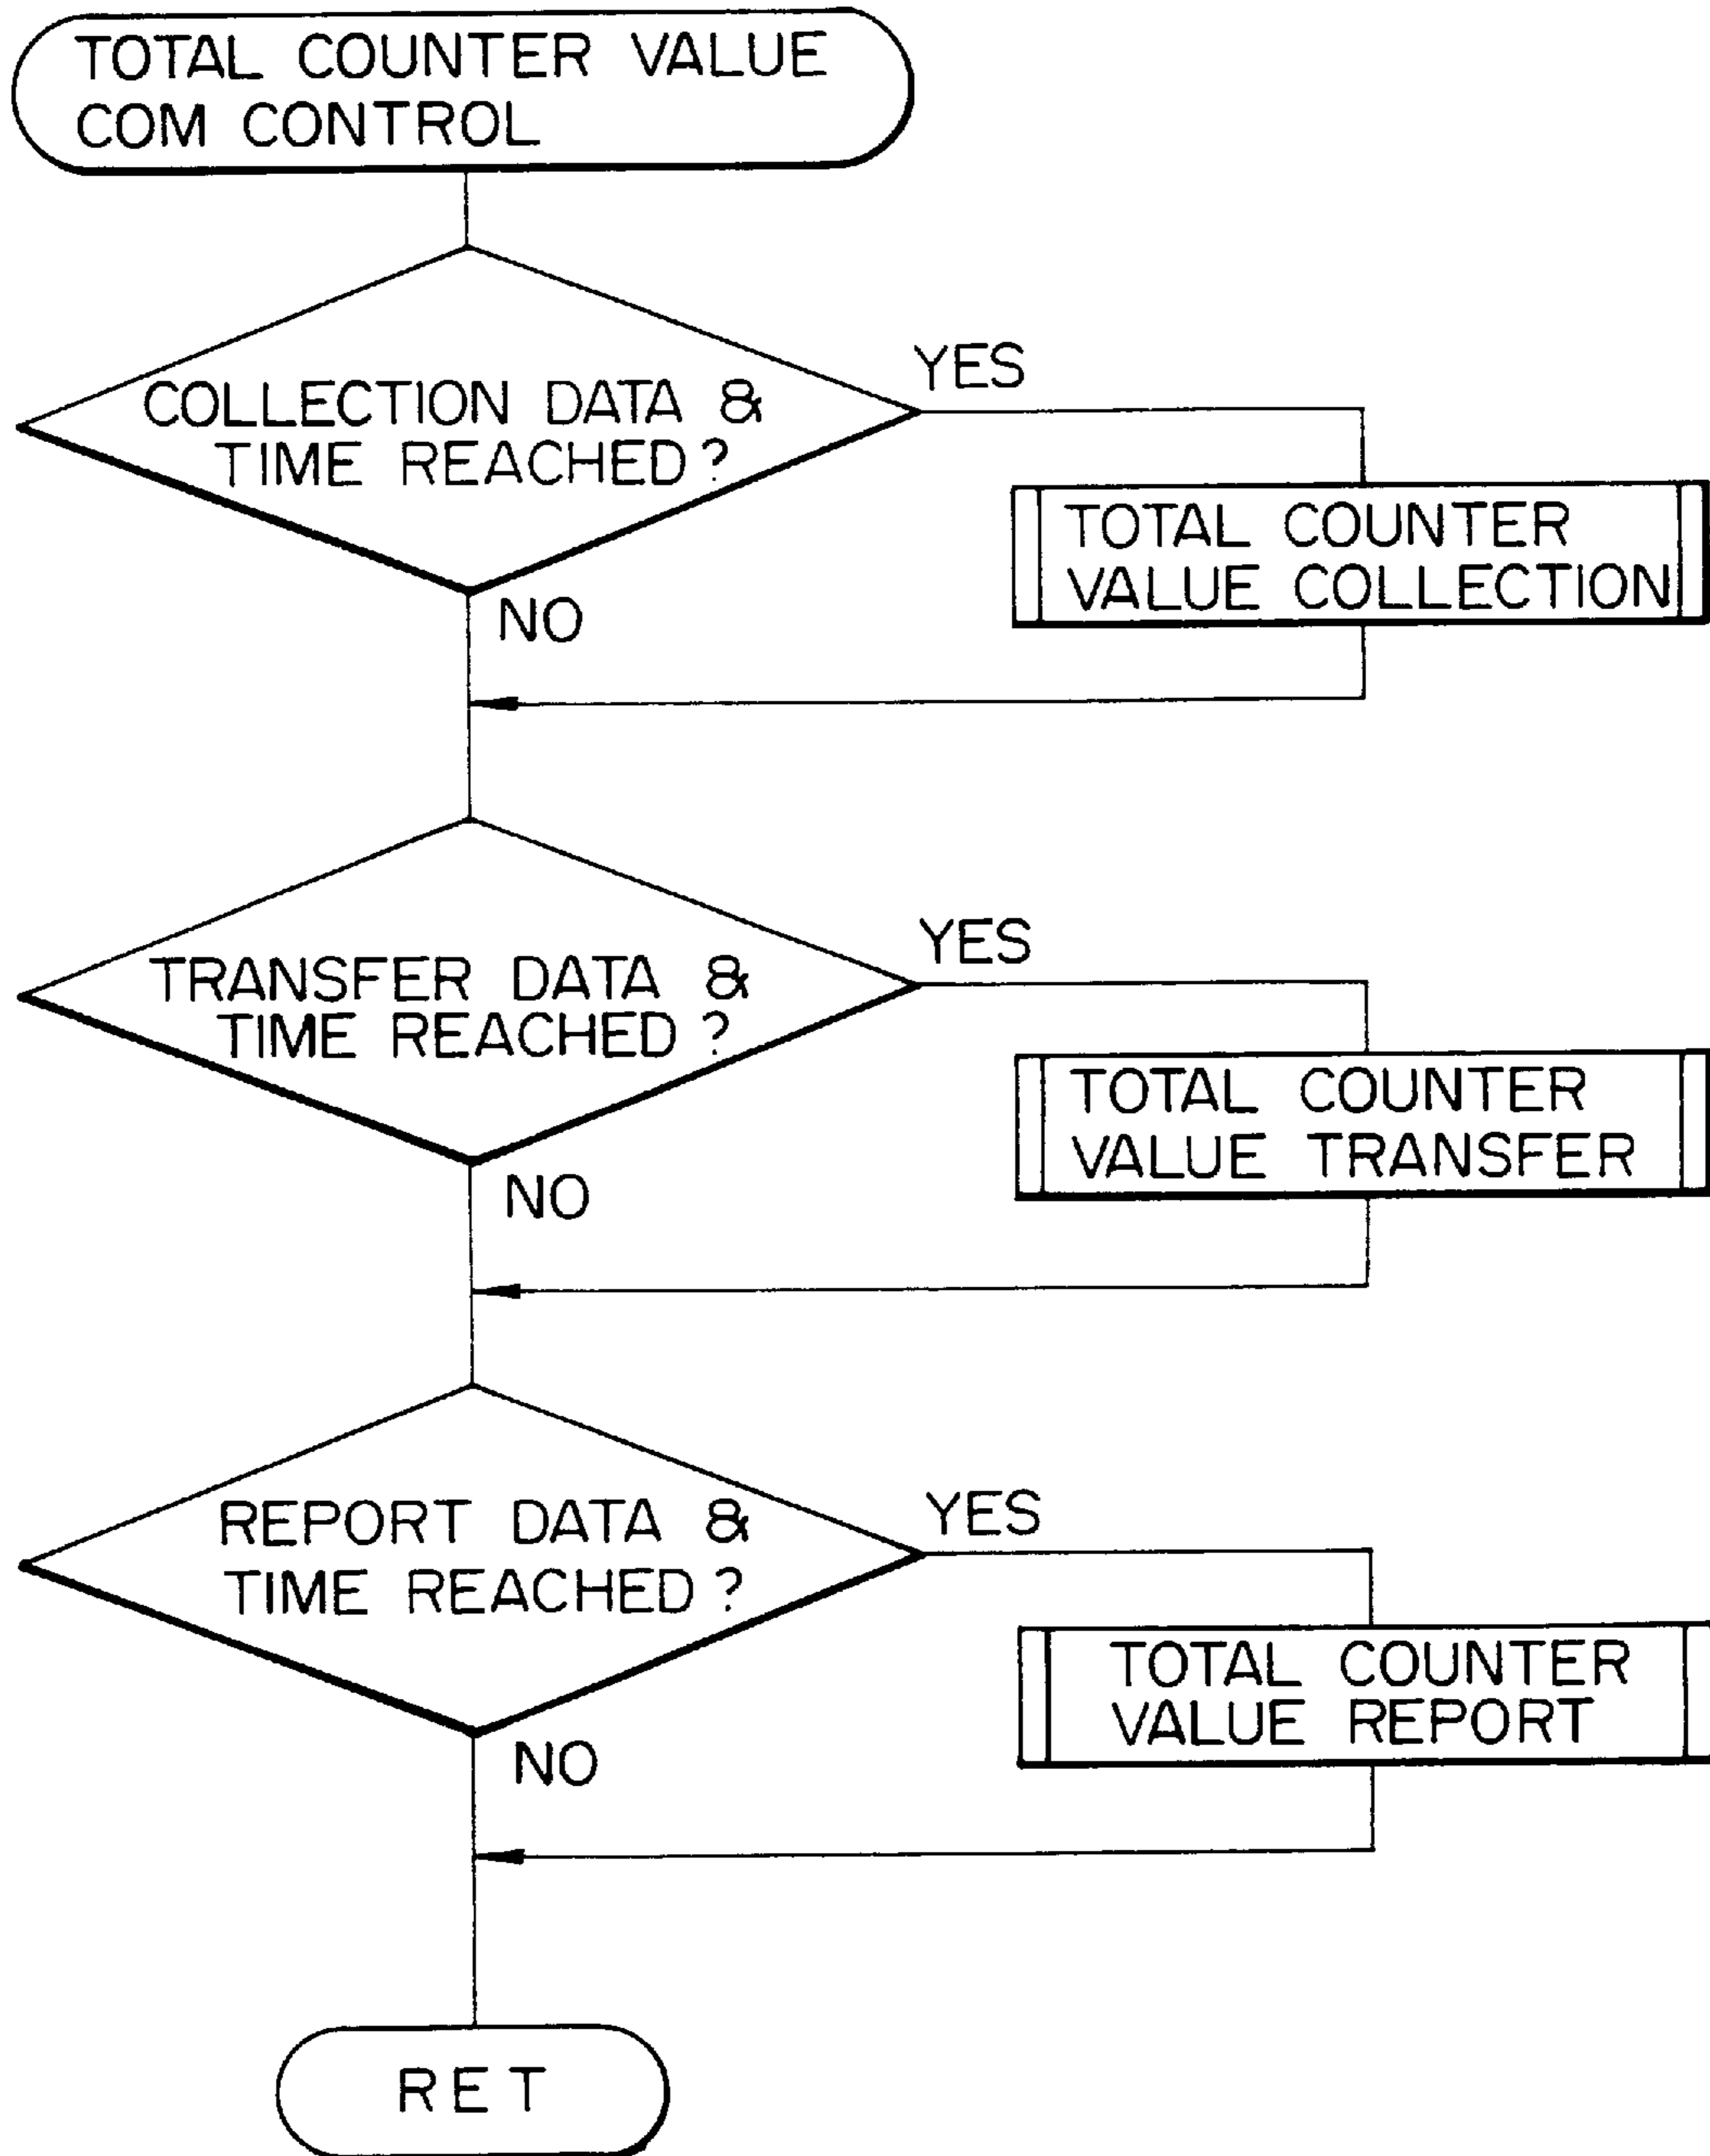 TOTAL COUNTER VALUE
COM CONTROL
COLLECTION DATA &
TIME REACHED?
YES
TOTAL COUNTER
VALUE COLLECTION
NO
TRANSFER DATA &
TIME REACHED?
YES
TOTAL COUNTER
VALUE TRANSFER
NO
REPORT DATA &
TIME REACHED?
YES
TOTAL COUNTER
VALUE REPORT
NO
RET